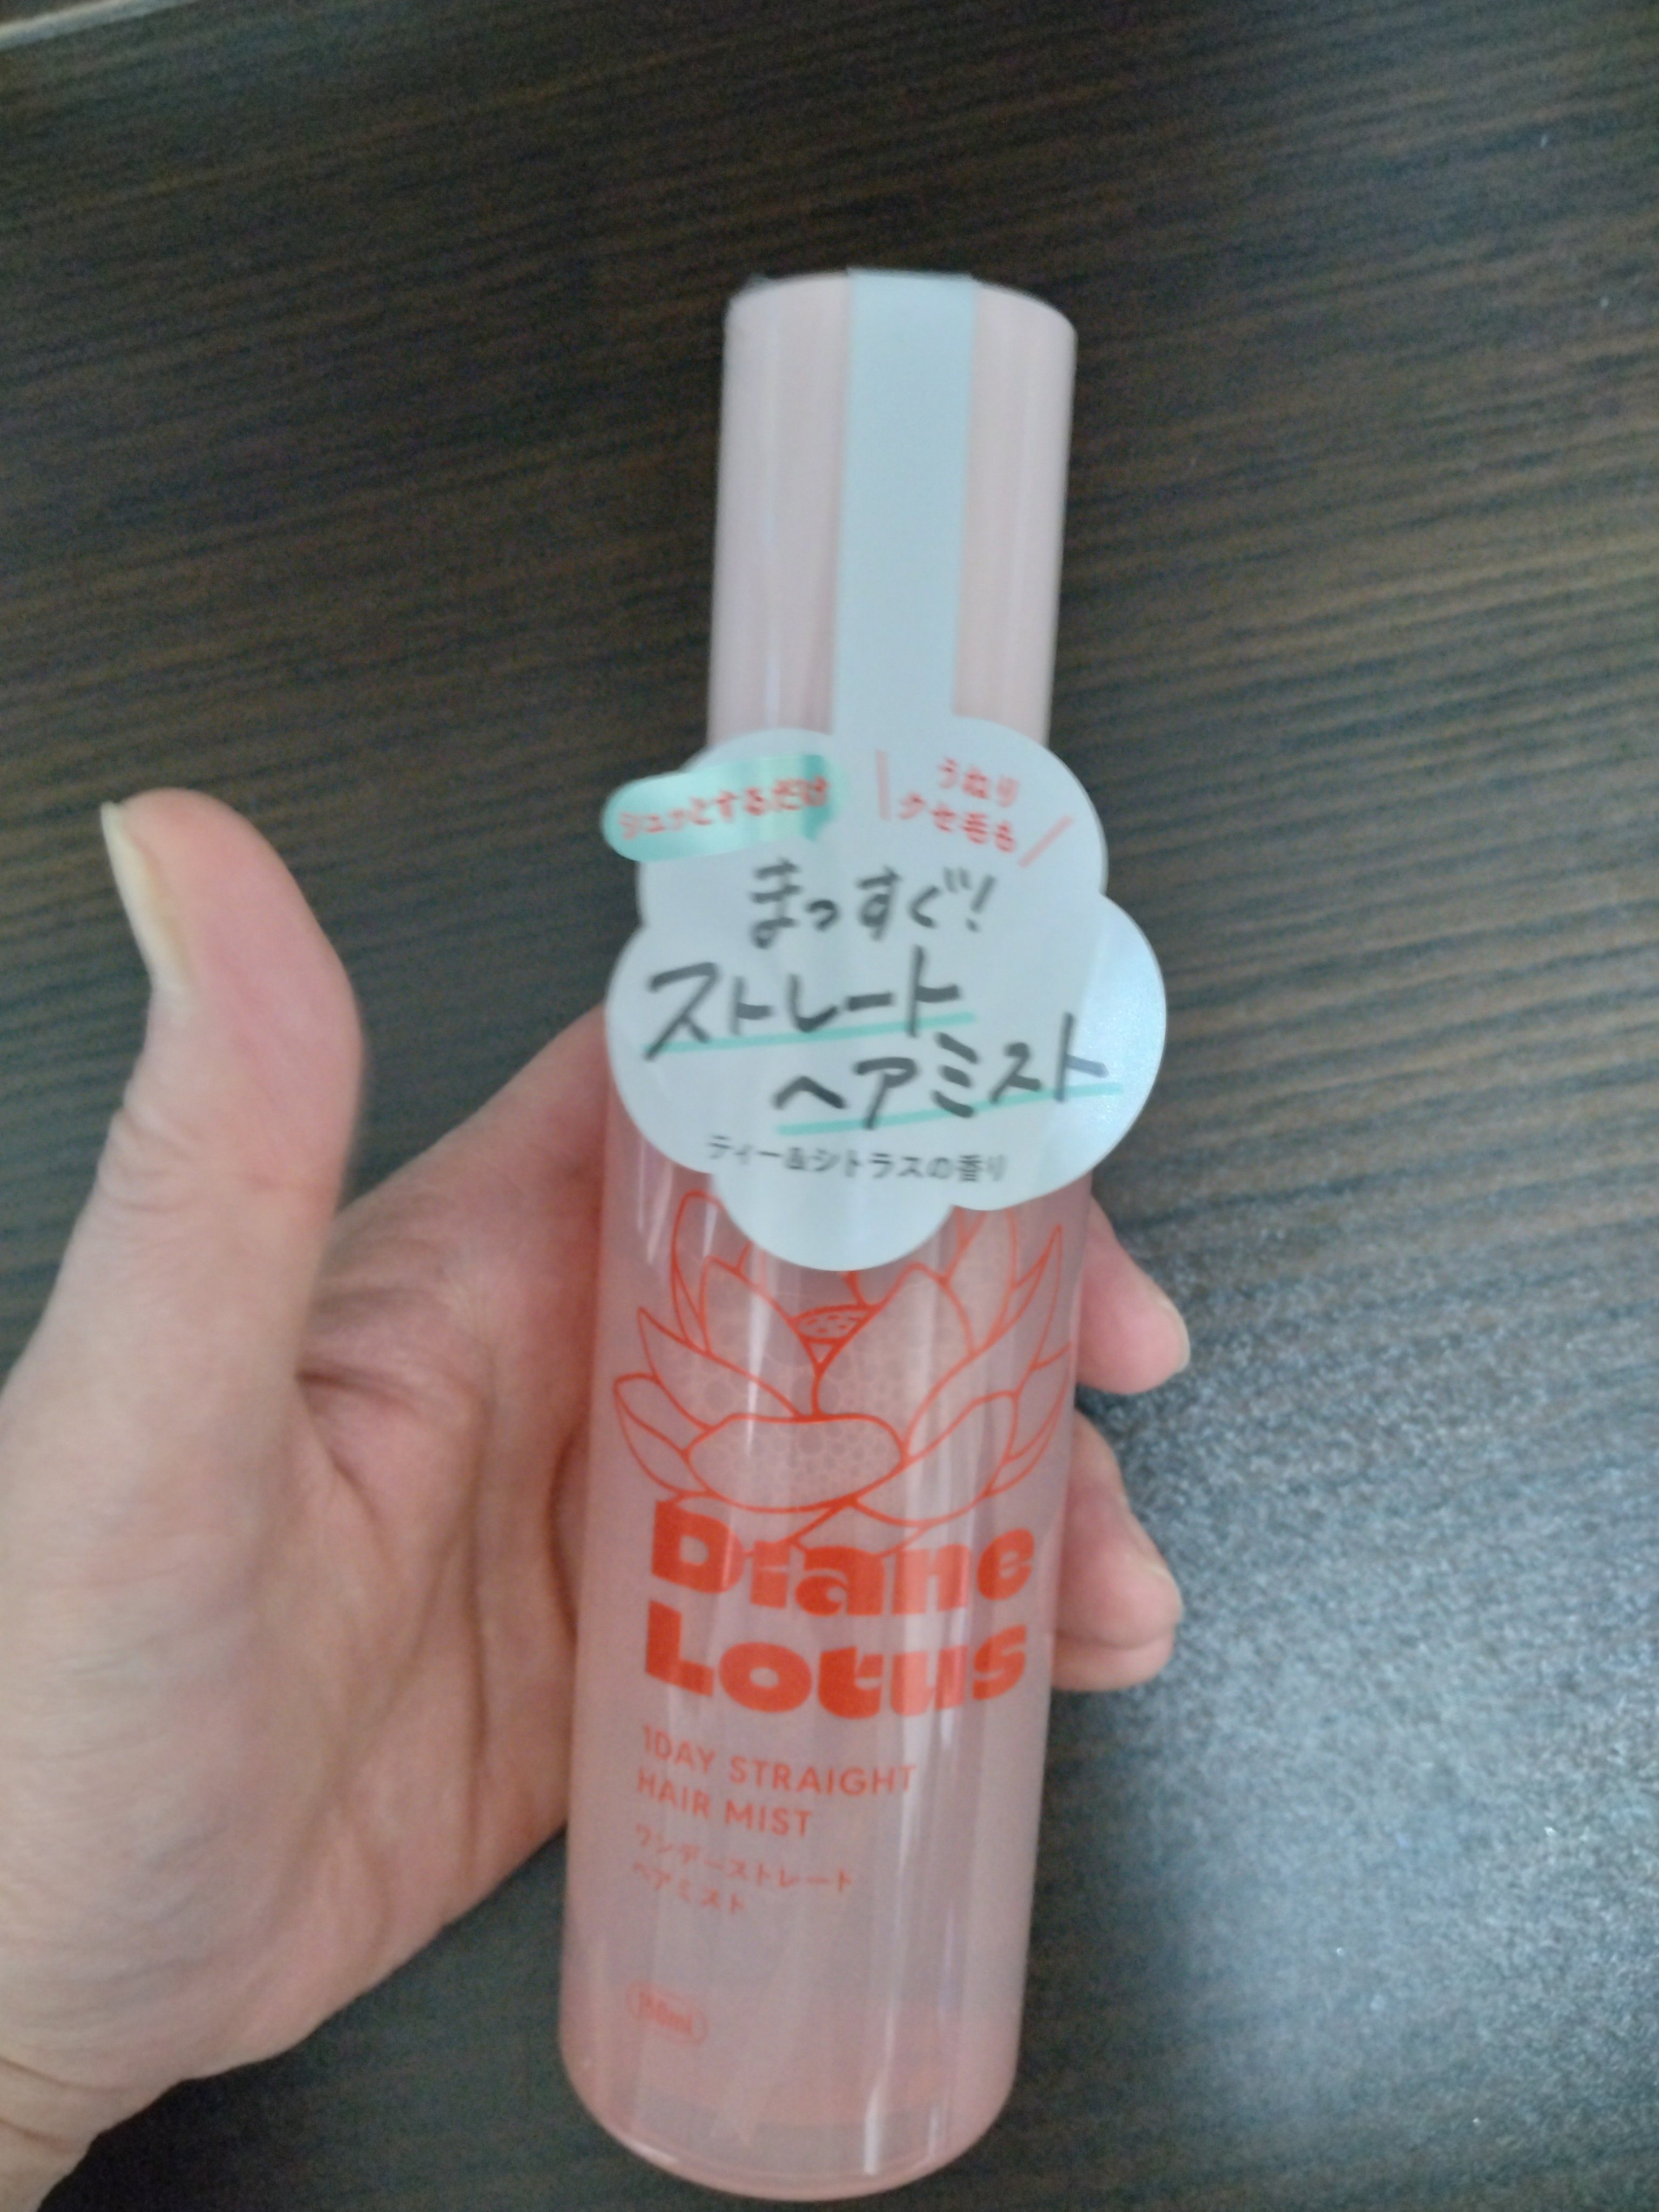 シュッとするだけ
うねり
クセ毛も
まっすぐ!
ストレート
ヘアミスト
ティー&シトラスの香り
Diane
Lotus
1DAY STRAIGHT
HAIR MIST
ワンデーストレート
ヘアミスト